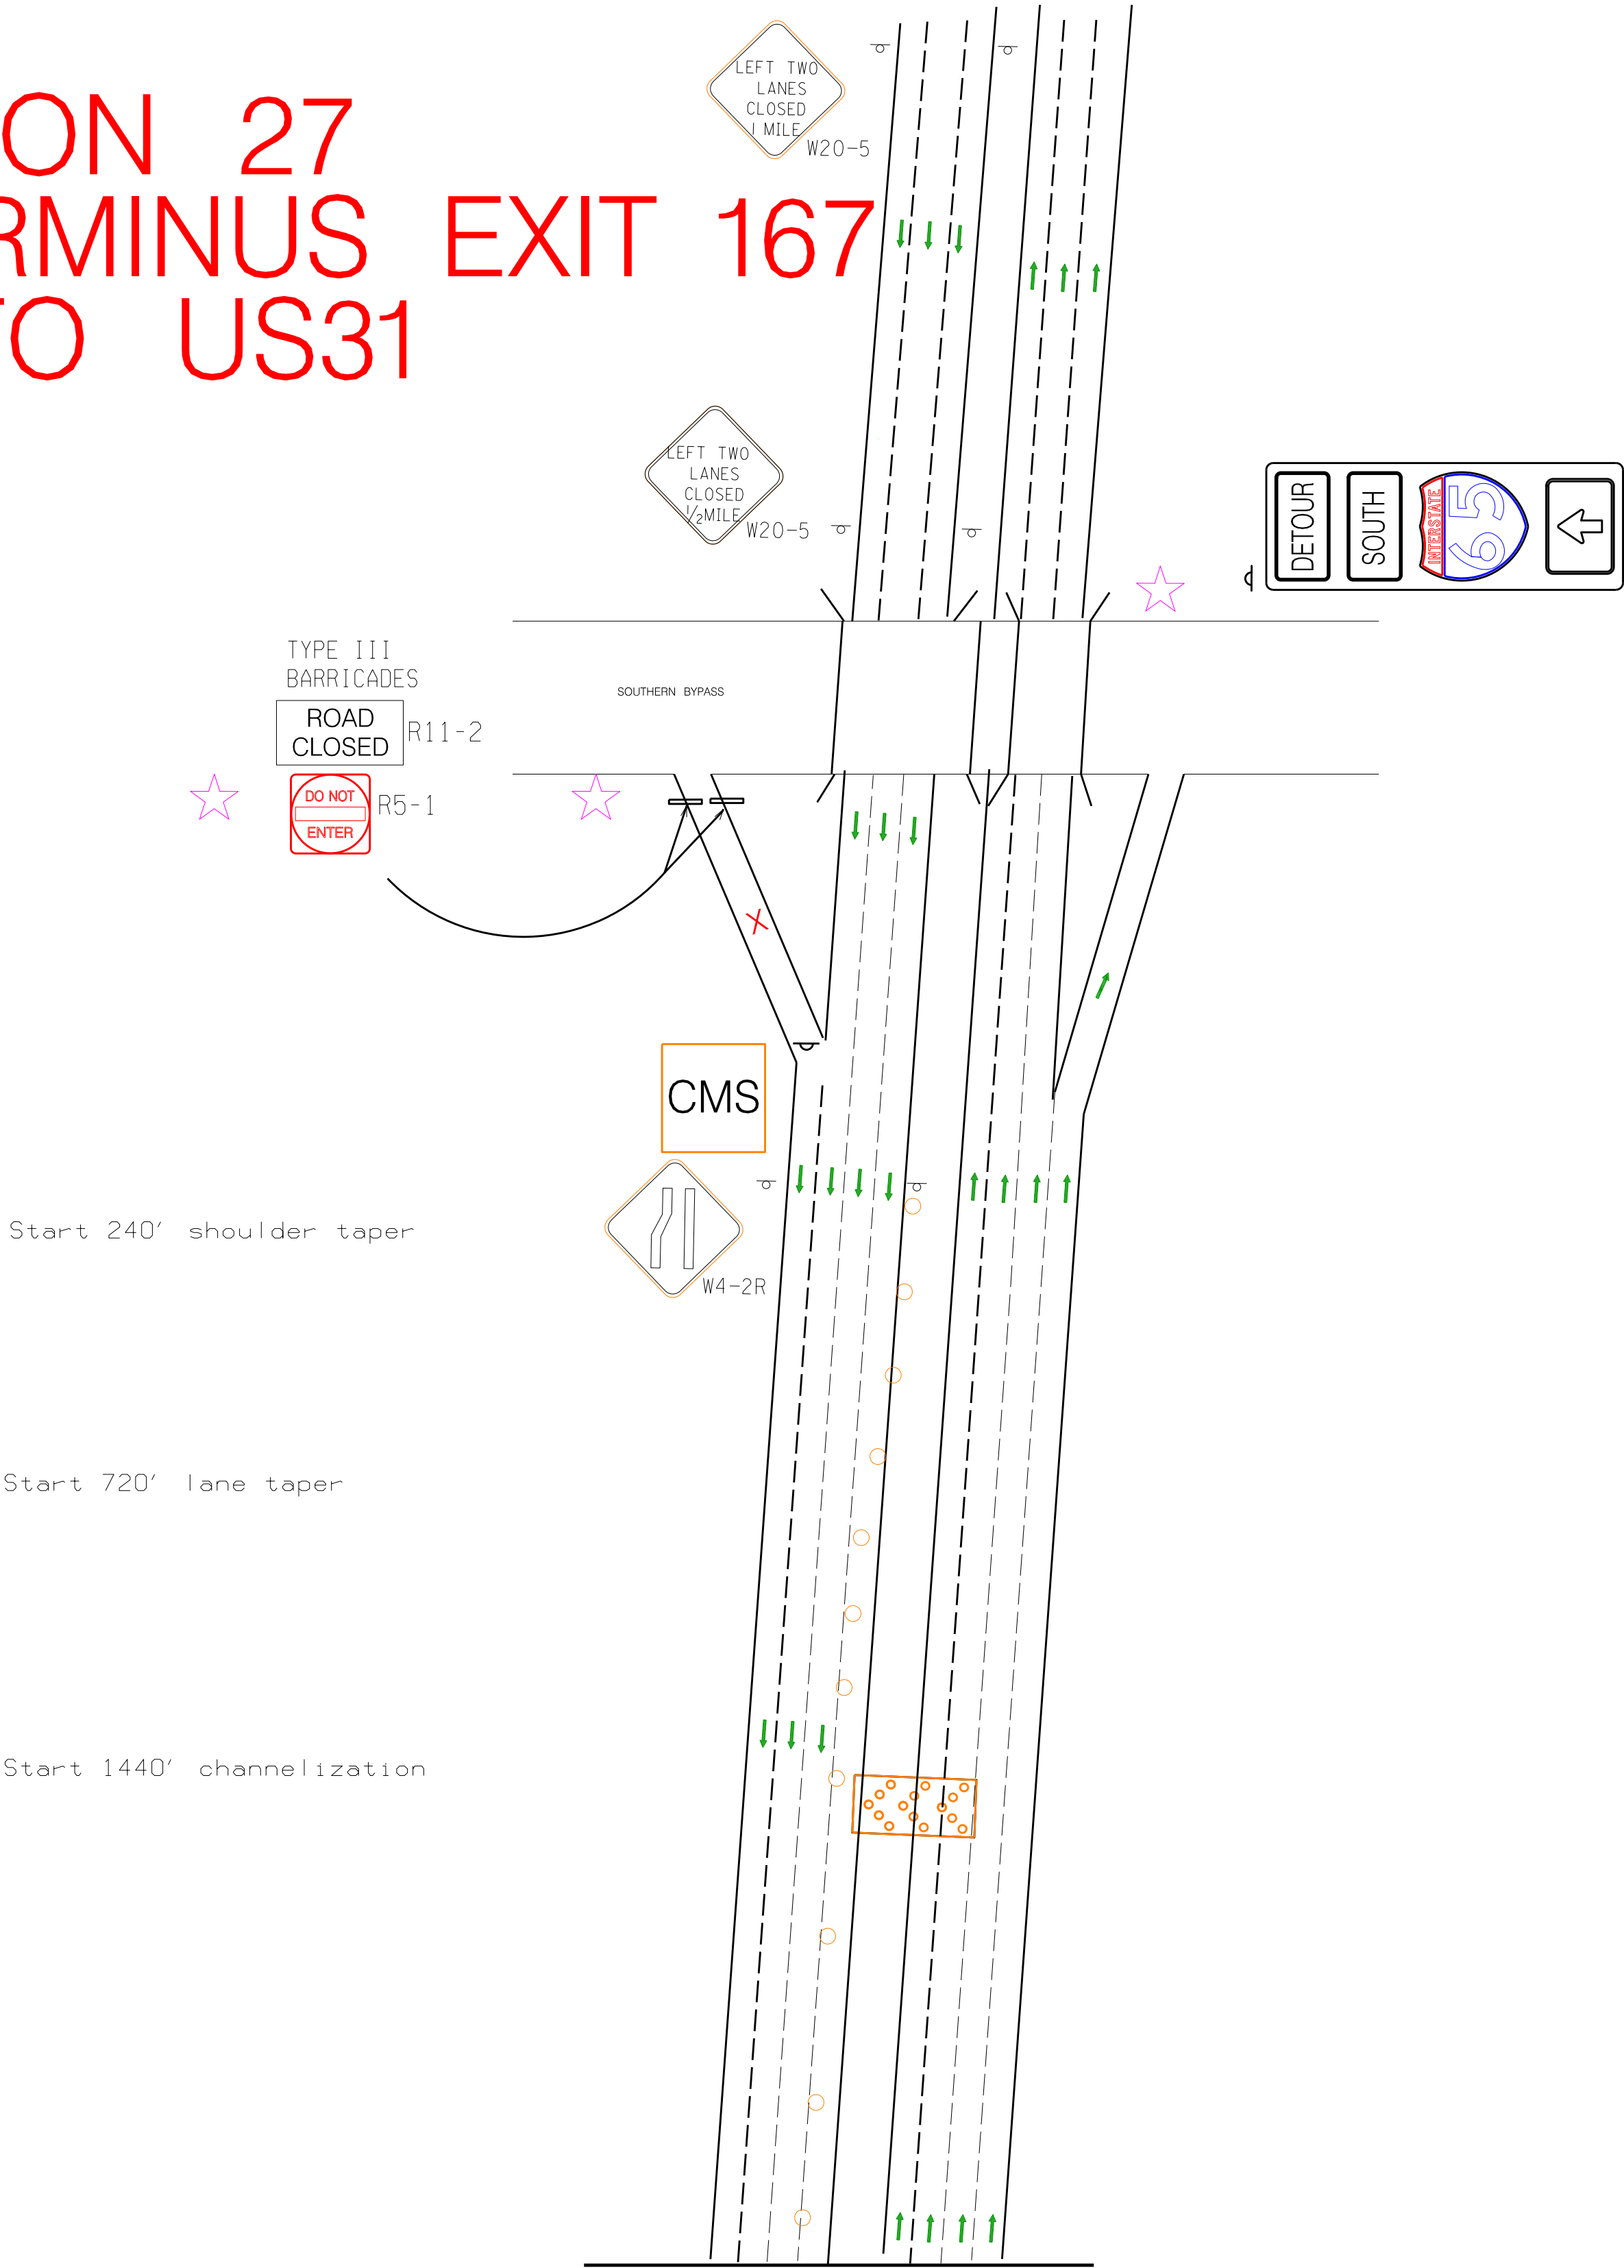 LEFT TWO
LANES
CLOSED
1 MILE
W20-5
ON 27
RMINUS EXIT 167
TO US31
LEFT TWO
LANES
CLOSED
1/2MILE
W20-5
DETOUR
SOUTH
INTERSTATE
65
TYPE III
BARRICADES
ROAD
CLOSED
R11-2
DO NOT
ENTER
R5-1
SOUTHERN BYPASS
X
CMS
W4-2R
Start 240' shoulder taper
Start 720' lane taper
Start 1440' channelization